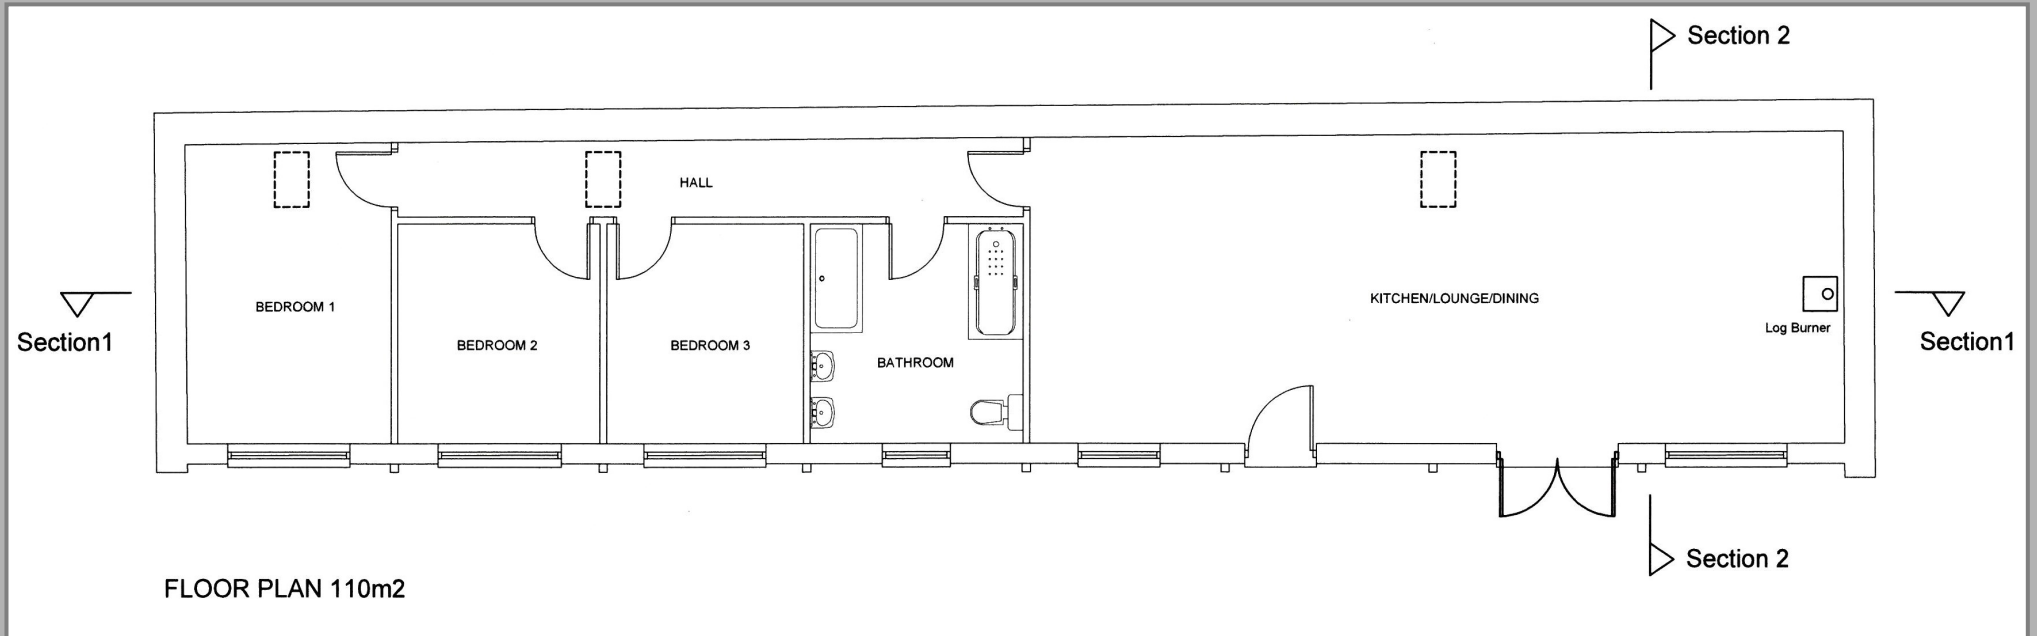 Section 2
HALL
BEDROOM 1
KITCHEN/LOUNGE/DINING
Log Burner
Section1
Section1
BEDROOM 2
BEDROOM 3
BATHROOM
Section 2
FLOOR PLAN 110m2